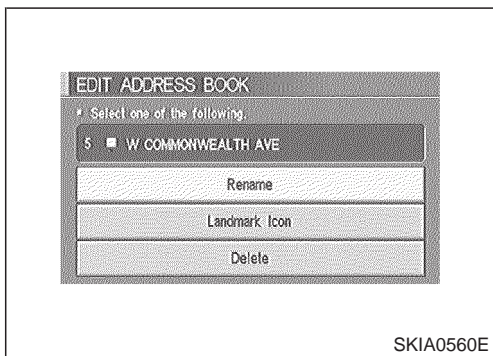 EDIT ADDRESS BOOK
* Select one of the following.
5 W COMMONWEALTH AVE
Rename
Landmark Icon
Delete
SKIA0560E